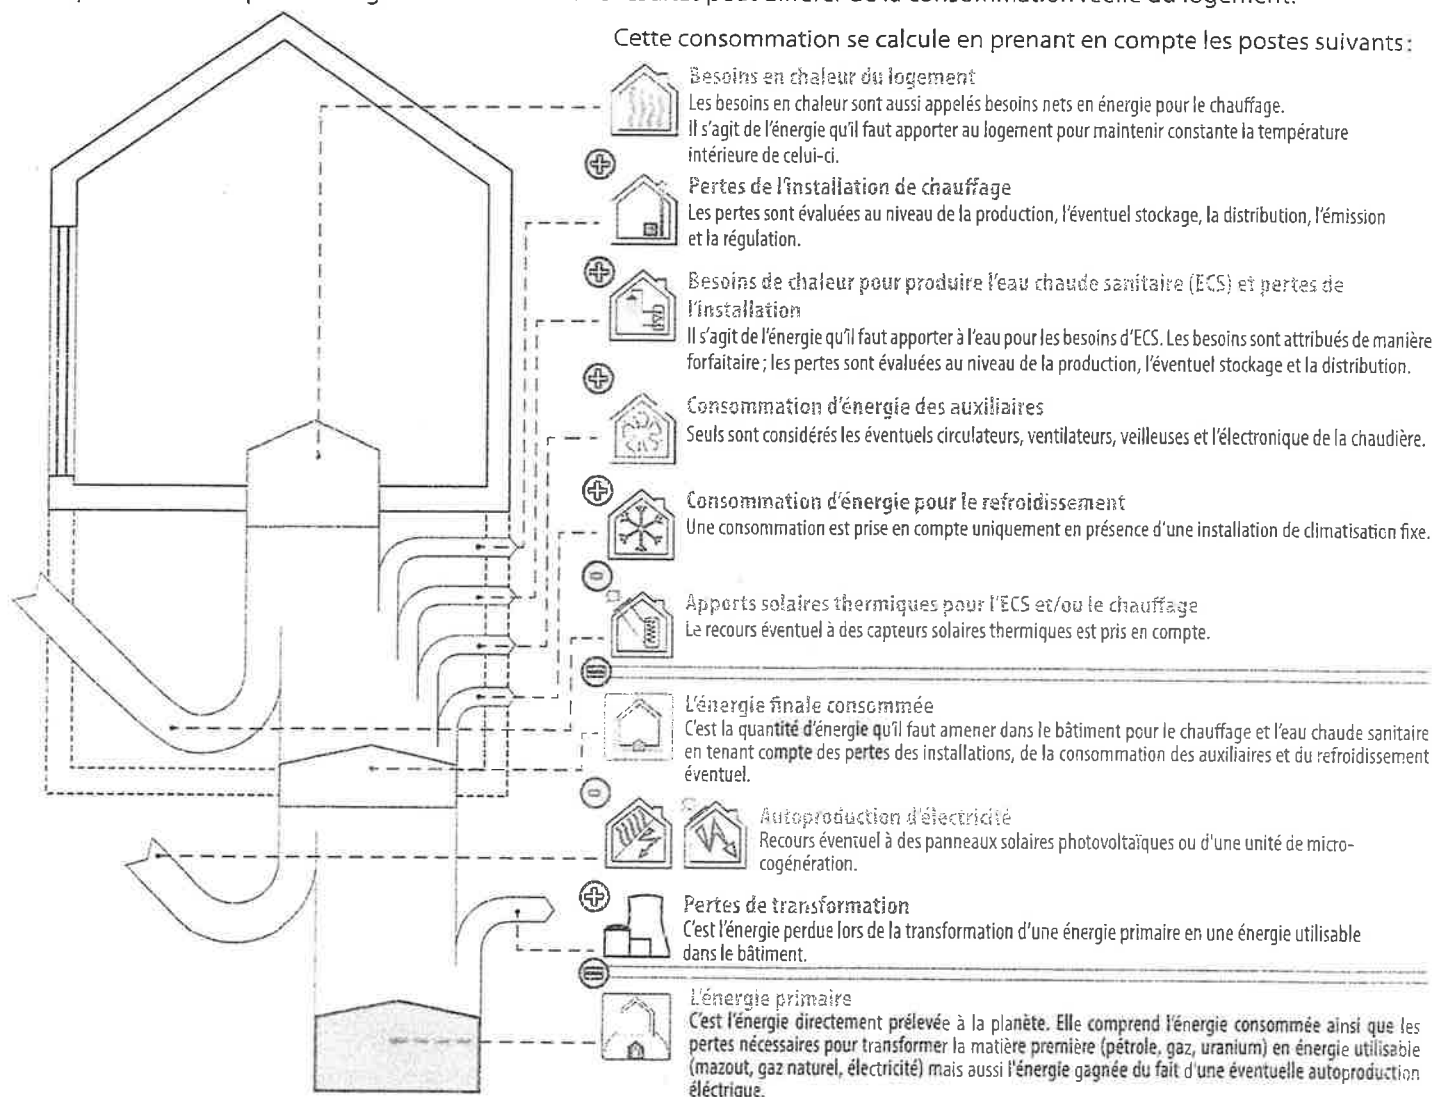 peut différer de la consommation réelle du logement.
Cette consommation se calcule en prenant en compte les postes suivants :
Besoins en chaleur du logement
Les besoins en chaleur sont aussi appelés besoins nets en énergie pour le chauffage.
Il s'agit de l'énergie qu'il faut apporter au logement pour maintenir constante la température
intérieure de celui-ci.
Pertes de l'installation de chauffage
Les pertes sont évaluées au niveau de la production, l'éventuel stockage, la distribution, l'émission
et la régulation.
Besoins de chaleur pour produire l'eau chaude sanitaire (ECS) et pertes de
l'installation
Il s'agit de l'énergie qu'il faut apporter à l'eau pour les besoins d'ECS. Les besoins sont attribués de manière
forfaitaire ; les pertes sont évaluées au niveau de la production, l'éventuel stockage et la distribution.
Consommation d'énergie des auxiliaires
Seuls sont considérés les éventuels circulateurs, ventilateurs, veilleuses et l'électronique de la chaudière.
Consommation d'énergie pour le refroidissement
Une consommation est prise en compte uniquement en présence d'une installation de climatisation fixe.
Apports solaires thermiques pour l'ECS et/ou le chauffage
Le recours éventuel à des capteurs solaires thermiques est pris en compte.
L'énergie finale consommée
C'est la quantité d'énergie qu'il faut amener dans le bâtiment pour le chauffage et l'eau chaude sanitaire
en tenant compte des pertes des installations, de la consommation des auxiliaires et du refroidissement
éventuel.
Autoproduction d'électricité
Recours éventuel à des panneaux solaires photovoltaïques ou d'une unité de micro-
cogénération.
Pertes de transformation
C'est l'énergie perdue lors de la transformation d'une énergie primaire en une énergie utilisable
dans le bâtiment.
L'énergie primaire
C'est l'énergie directement prélevée à la planète. Elle comprend l'énergie consommée ainsi que les
pertes nécessaires pour transformer la matière première (pétrole, gaz, uranium) en énergie utilisable
(mazout, gaz naturel, électricité) mais aussi l'énergie gagnée du fait d'une éventuelle autoproduction
éléctrique.